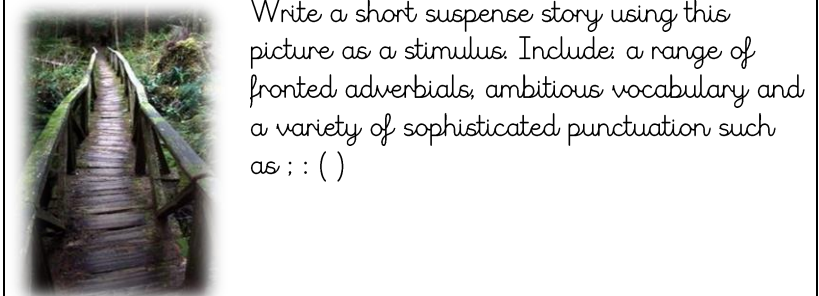 Write a short suspense story using this
picture as a stimulus. Include: a range of
fronted adverbials, ambitious vocabulary and
a variety of sophisticated punctuation such
as ; : ( )